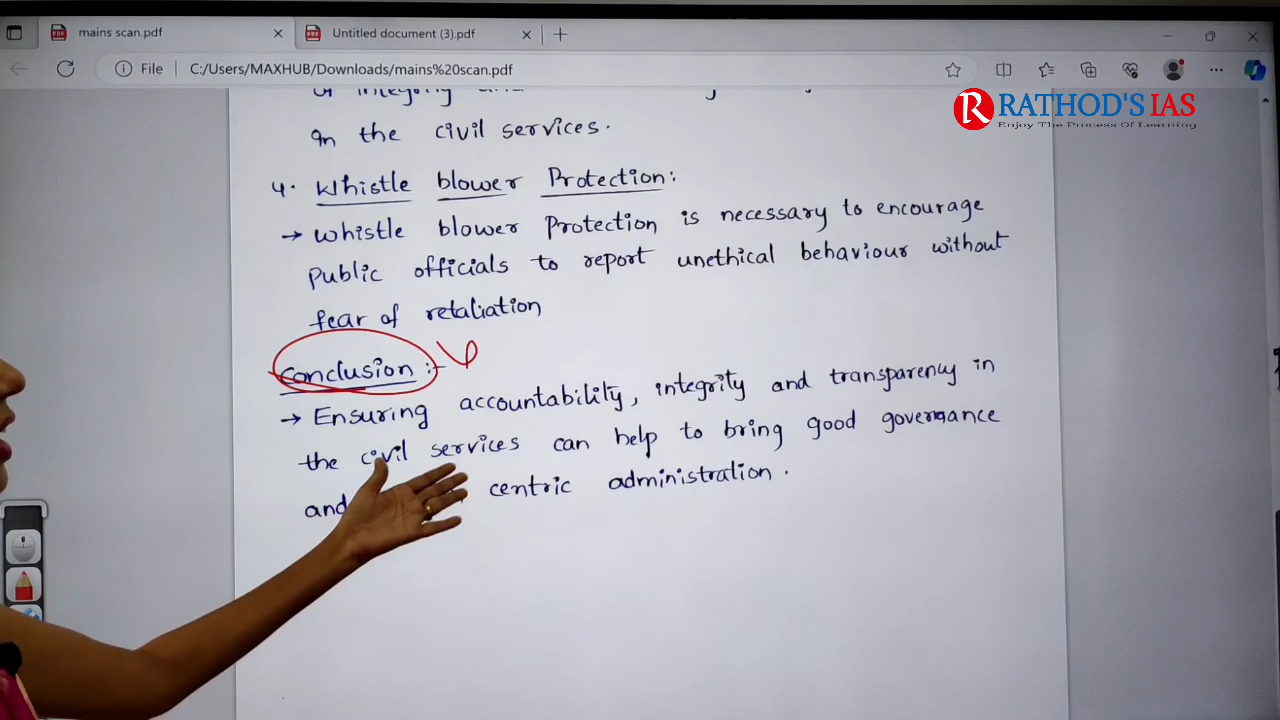 mains scan.pdf
Untitled document (3).pdf
File
C:/Users/MAXHUB/Downloads/mains%20scan.pdf
RATHOD'S IAS
Enjoy The Process Of Learning
of integrity and
in the civil services.
4. Whistle blower Protection:
→ Whistle blower Protection is necessary to encourage
public officials to report unethical behaviour without
fear of retaliation
Conclusion :-
→ Ensuring accountability, integrity and transparency in
the civil services can help to bring good governance
and centric administration.